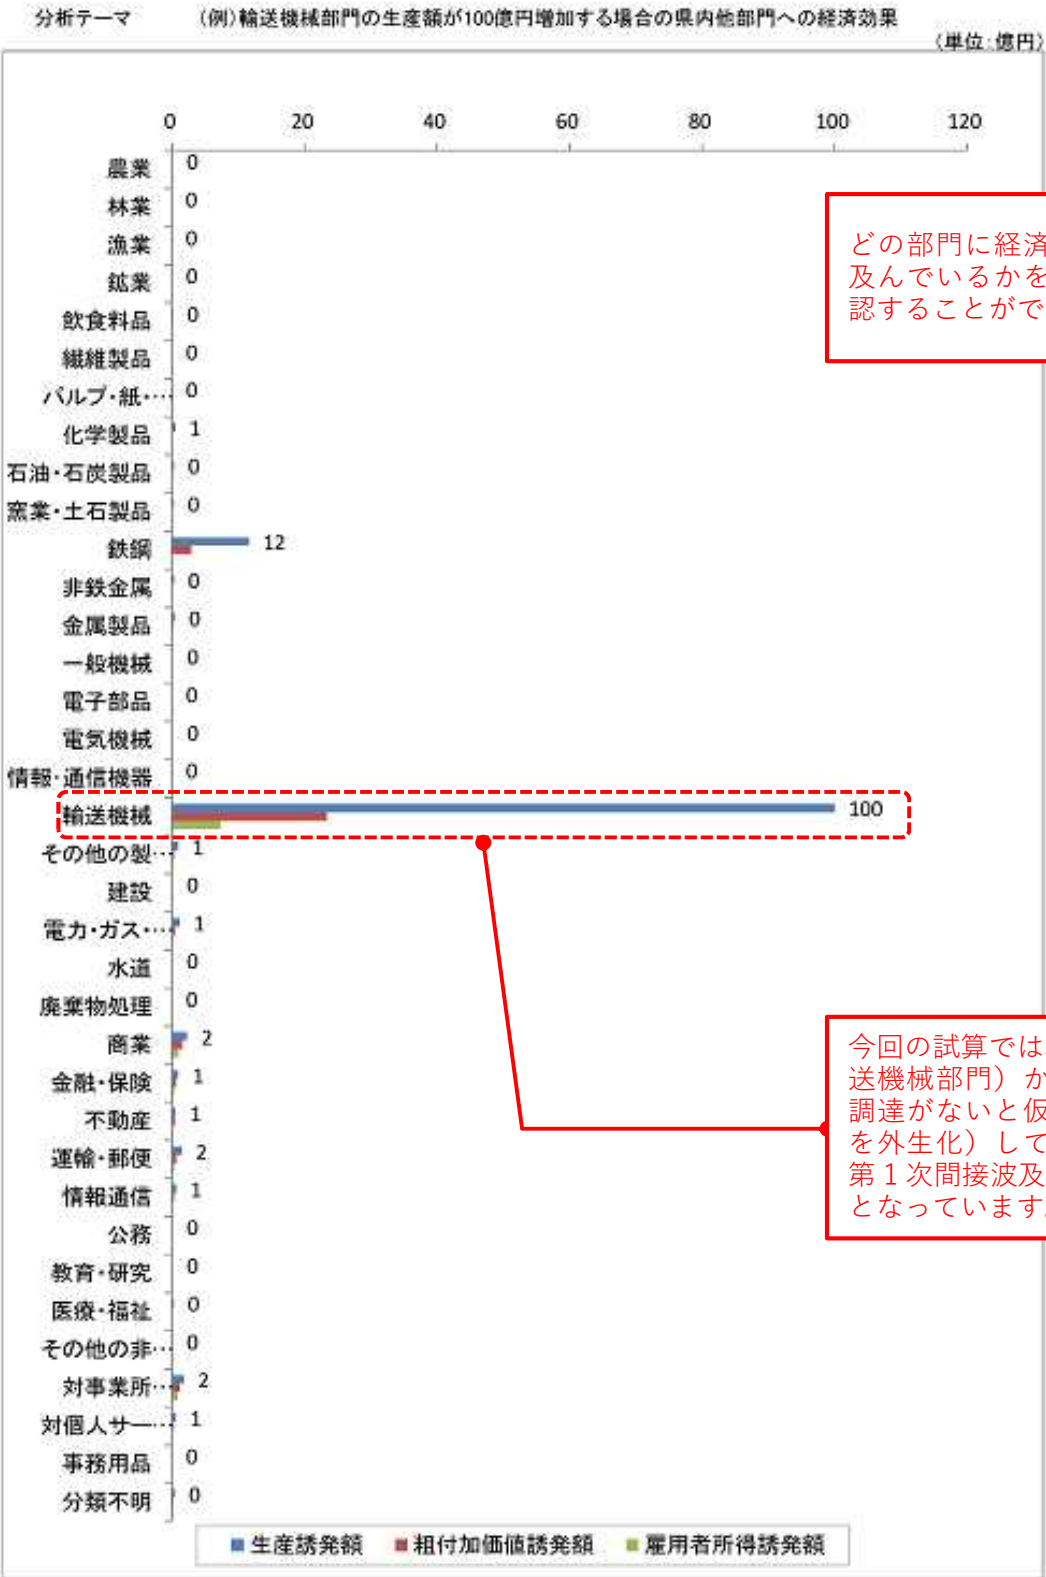 分析テーマ　(例)輸送機械部門の生産額が100億円増加する場合の県内他部門への経済効果
(単位:億円)
0 20 40 60 80 100 120
農業 0
林業 0
漁業 0
鉱業 0
飲食料品 0
繊維製品 0
パルプ・紙… 0
化学製品 1
石油・石炭製品 0
窯業・土石製品 0
鉄鋼 12
非鉄金属 0
金属製品 0
一般機械 0
電子部品 0
電気機械 0
情報・通信機器 0
輸送機械 100
その他の製… 1
建設 0
電力・ガス… 1
水道 0
廃棄物処理 0
商業 2
金融・保険 1
不動産 1
運輸・郵便 2
情報通信 1
公務 0
教育・研究 0
医療・福祉 0
その他の非… 0
対事業所… 2
対個人サー… 1
事務用品 0
分類不明 0
生産誘発額 粗付加価値誘発額 雇用者所得誘発額
どの部門に経済
及んでいるかを
認することがで
今回の試算では
送機械部門）か
調達がないと仮
を外生化）して
第１次間接波及
となっています